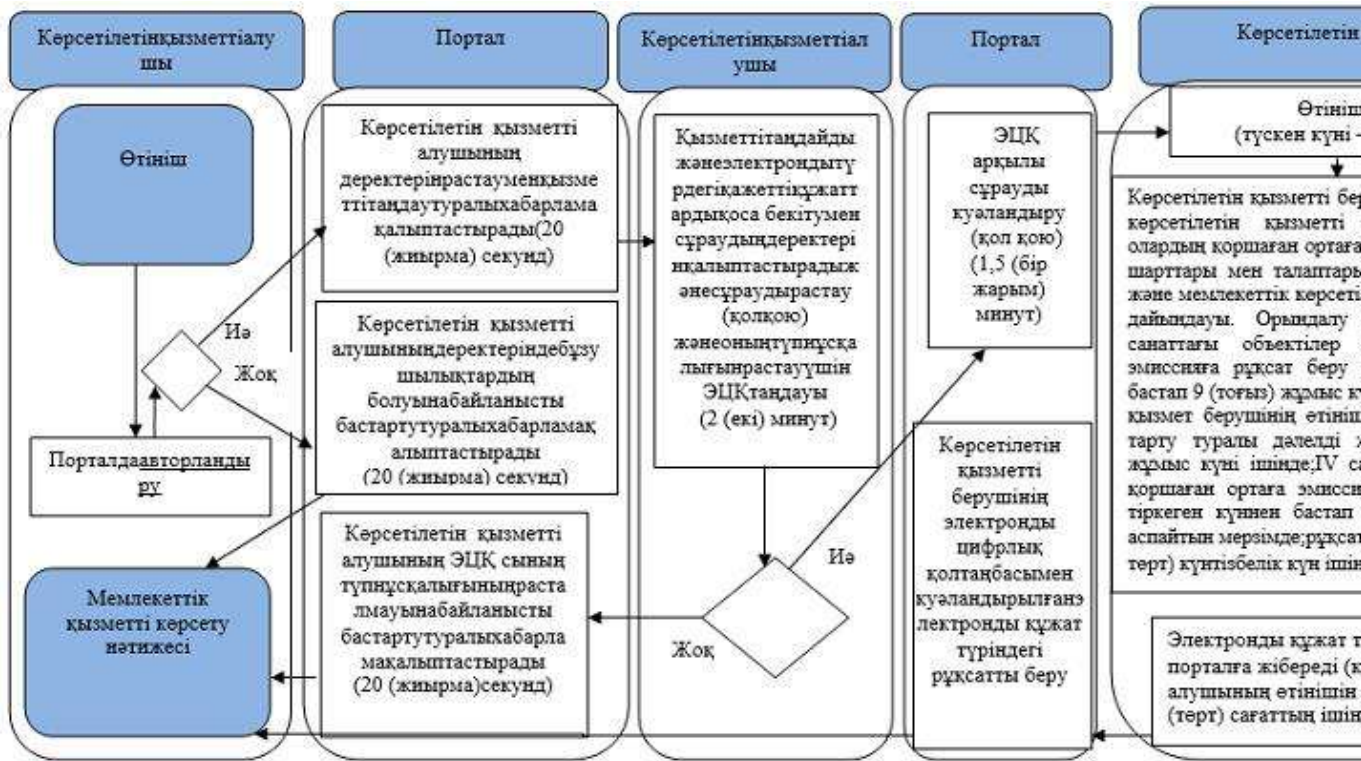 Көрсетілетінқызметтіалу
шы
Портал
Көрсетілетінқызметтіал
ушы
Портал
Көрсетілетін
Өтініш
Иә
Жоқ
Порталдаавторланды
ру
Мемлекеттік
қызметті көрсету
нәтижесі
Көрсетілетін қызметті
алушының
деректерінрастауменқызме
ттітаңдаутуралыхабарлама
қалыптастырады(20
(жиырма) секунд)
Көрсетілетін қызметті
алушыныңдеректеріндебұзу
шылықтардың
болуынабайланысты
бастартутуралыхабарламақ
алыптастырады
(20 (жиырма) секунд)
Көрсетілетін қызметті
алушының ЭЦҚ сының
түпнұсқалығыныңраста
лмауынабайланысты
бастартутуралыхабарла
мақалыптастырады
(20 (жиырма)секунд)
Қызметтітаңдайды
жәнеэлектрондытү
рдегіқажеттіқұжатт
ардықоса бекітумен
сұраудыңдеректері
нқалыптастырадыж
әнесұраудырастау
(қолқою)
жәнеоныңтүпнұсқа
лығынрастауүшін
ЭЦҚтаңдауы
(2 (екі) минут)
Иә
Жоқ
ЭЦҚ
арқылы
сұрауды
куәландыру
(қол қою)
(1,5 (бір
жарым)
минут)
Көрсетілетін
қызметті
берушінің
электронды
цифрлық
қолтаңбасымен
куәландырылғанэ
лектронды құжат
түріндегі
рұқсатты беру
Өтініш
(түскен күні -
Көрсетілетін қызметті бер
көрсетілетін қызметті
олардың қоршаған ортаға
шарттары мен талаптары
және мемлекеттік көрсеті
дайындауы. Орындалу
санаттағы объектілер
эмиссияға рұқсат беру
бастап 9 (тоғыз) жұмыс кү
қызмет берушінің өтініш
тарту туралы дәлелді ж
жұмыс күні ішінде;IV са
қоршаған ортаға эмисси
тіркеген күннен бастап
аспайтын мерзімде;рұқсат
төрт) күнтізбелік күн ішін
Электронды құжат т
порталға жібереді (қ
алушының өтінішін
(төрт) сағаттың ішін